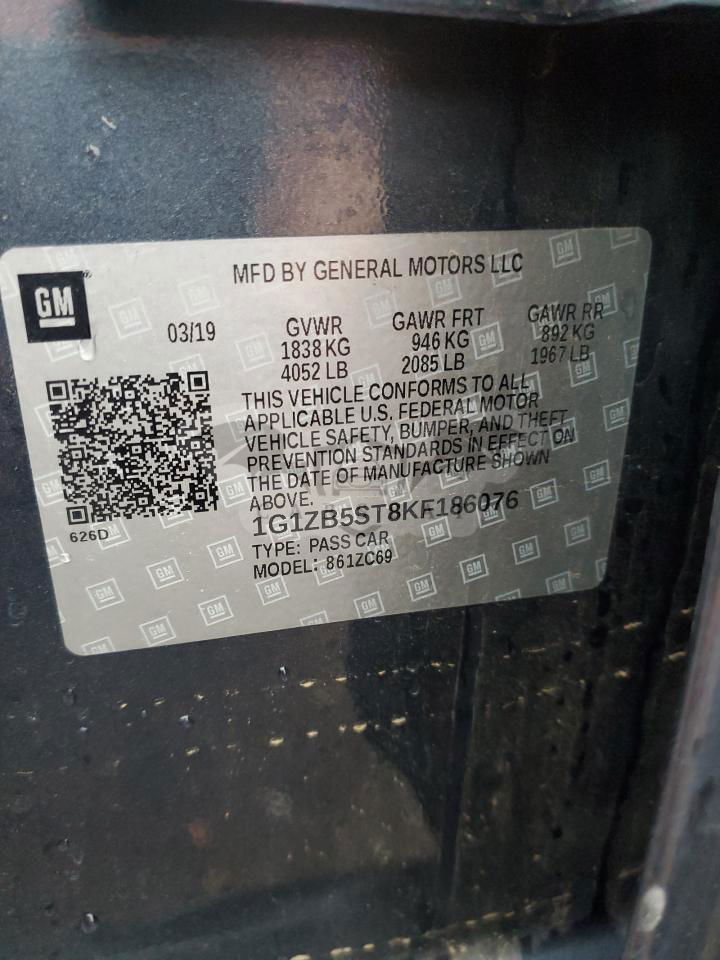 GM
MFD BY GENERAL MOTORS LLC
03/19
GVWR
1838 KG
4052 LB
GAWR FRT
946 KG
2085 LB
GAWR RR
892 KG
1967 LB
THIS VEHICLE CONFORMS TO ALL
APPLICABLE U.S. FEDERAL MOTOR
VEHICLE SAFETY, BUMPER, AND THEFT
PREVENTION STANDARDS IN EFFECT ON
THE DATE OF MANUFACTURE SHOWN
ABOVE.
626D
1G1ZB5ST8KF186076
TYPE: PASS CAR
MODEL: 861ZC69